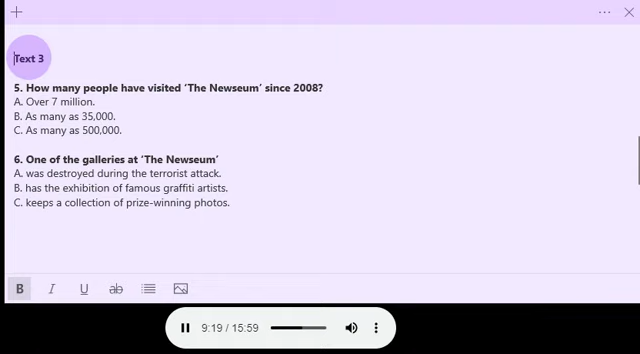 Text 3
5. How many people have visited ‘The Newseum’ since 2008?
A. Over 7 million.
B. As many as 35,000.
C. As many as 500,000.
6. One of the galleries at ‘The Newseum’
A. was destroyed during the terrorist attack.
B. has the exhibition of famous graffiti artists.
C. keeps a collection of prize-winning photos.
B I U ab
9:19 / 15:59